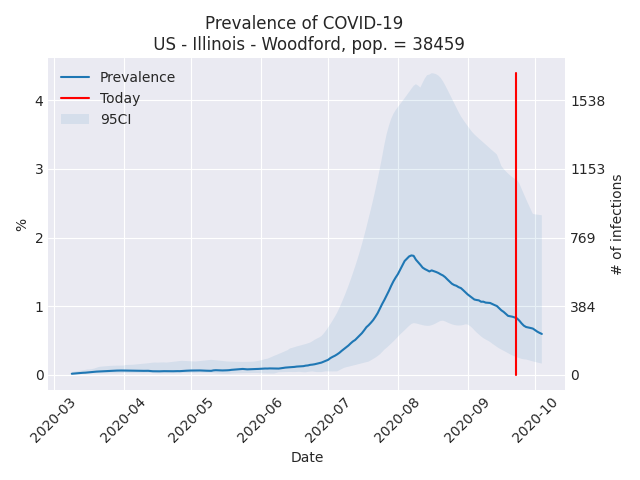 Prevalence of COVID-19
US - Illinois - Woodford, pop. = 38459
Prevalence
Today
95CI
%
4
3
2
1
0
1538
1153
769
384
0
# of infections
2020-03
2020-04
2020-05
2020-06
2020-07
2020-08
2020-09
2020-10
Date